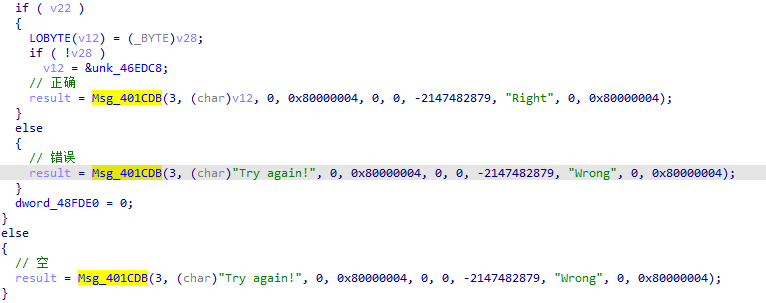 if ( v22 )
{
LOBYTE(v12) = (_BYTE)v28;
if ( !v28 )
v12 = &unk_46EDC8;
// 正确
result = Msg_401CDB(3, (char)v12, 0, 0x80000004, 0, 0, -2147482879, "Right", 0, 0x80000004);
}
else
{
// 错误
result = Msg_401CDB(3, (char)"Try again!", 0, 0x80000004, 0, 0, -2147482879, "Wrong", 0, 0x80000004);
}
dword_48FDE0 = 0;
}
else
{
// 空
result = Msg_401CDB(3, (char)"Try again!", 0, 0x80000004, 0, 0, -2147482879, "Wrong", 0, 0x80000004);
}